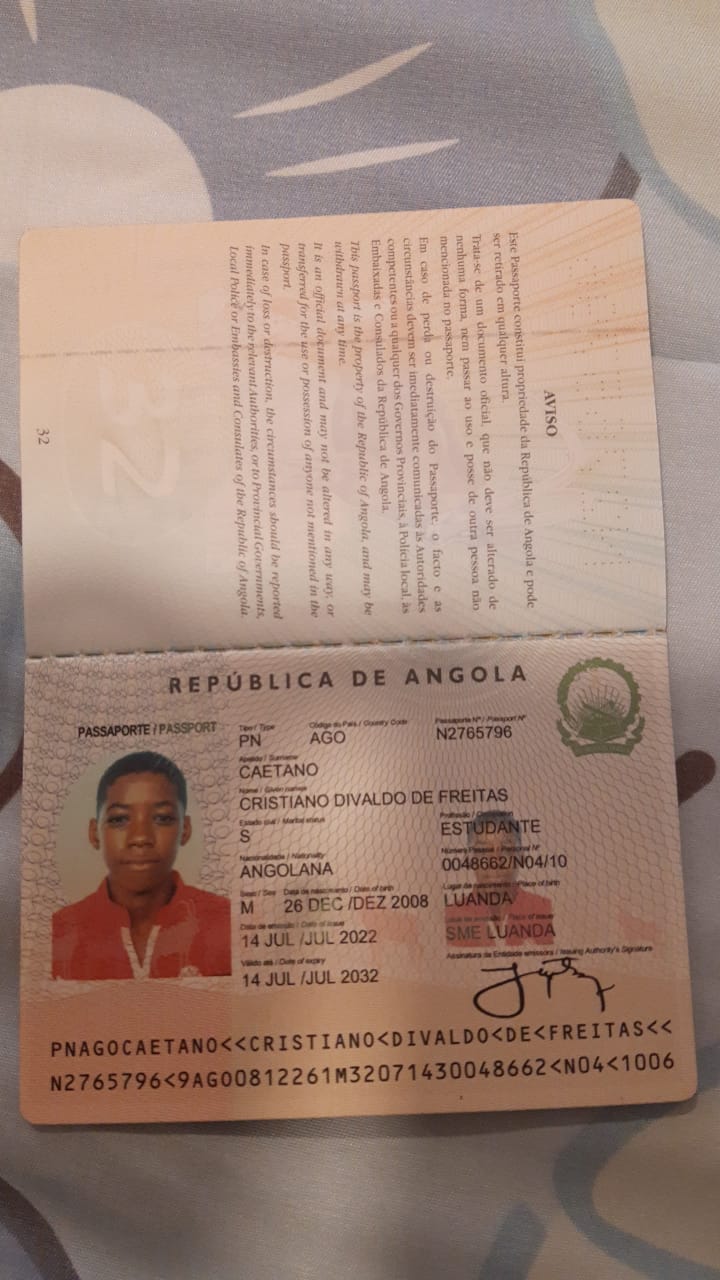 AVISO
Este Passaporte constitui propriedade da República de Angola e pode
ser retirado em qualquer altura.
Trata-se de um documento oficial, que não deve ser alterado de
nenhuma forma, nem passar ao uso e posse de outra pessoa não
mencionada no passaporte.
Em caso de perda ou destruição do Passaporte, o facto e as
circunstâncias devem ser imediatamente comunicadas às Autoridades
competentes ou a qualquer dos Governos Provinciais, à Policia local, às
Embaixadas e Consulados da República de Angola.
This passport is the property of the Republic of Angola, and may be
withdrawn at any time.
It is an official document and may not be altered in any way, or
transferred for the use or possession of anyone not mentioned in the
passport.
In case of loss or destruction, the circumstances should be reported
immediately to the relevant Authorities, or to Provincial Governments,
Local Police or Embassies and Consulates of the Republic of Angola.
32
REPÚBLICA DE ANGOLA
PASSAPORTE / PASSPORT
Tipo / Type Código do País / Country Code Passaporte Nº / Passport Nº
PN AGO N2765796
Apelido / Surname
CAETANO
Nome / Given names
CRISTIANO DIVALDO DE FREITAS
Estado civil / Marital status Profissão /
S ESTUDANTE
Nacionalidade / Nationality Número Pessoal / Personal Nº
ANGOLANA 0048662/N04/10
Sexo / Sex Data de nascimento / Date of birth Lugar de nascimento / Place of birth
M 26 DEC /DEZ 2008 LUANDA
Data de emissão / Date of issue Local de emissão / Place of issue
14 JUL /JUL 2022 SME LUANDA
Válido até / Date of expiry Assinatura da Entidade emissora / Issuing Authority's Signature
14 JUL /JUL 2032
PNAGOCAETANO<<CRISTIANO<DIVALDO<DE<FREITAS<<
N2765796<9AGO0812261M32071430048662<N04<1006